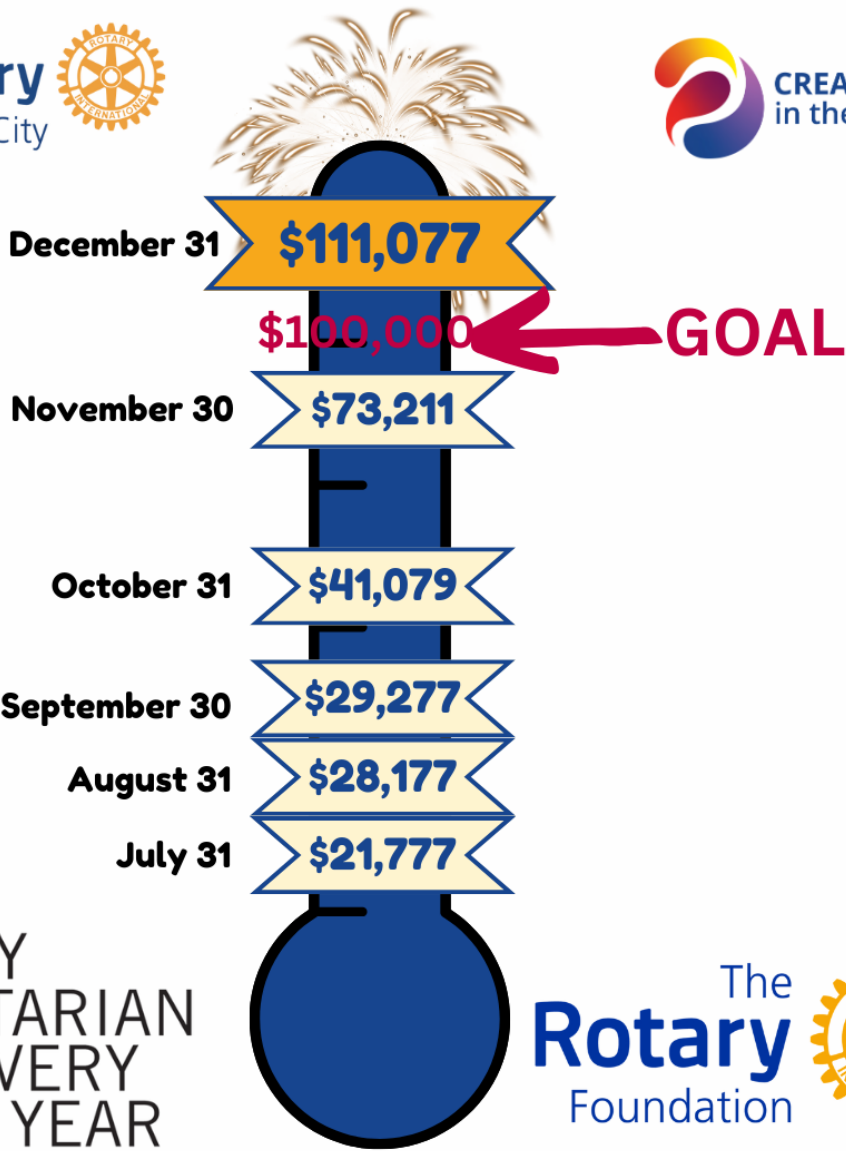 ry
City
ROTARY
INTERNATIONAL
CREA
in the
December 31
$111,077
$100,000
GOAL
November 30
$73,211
October 31
$41,079
September 30
$29,277
August 31
$28,177
July 31
$21,777
Y
TARIAN
VERY
YEAR
The
Rotary
Foundation